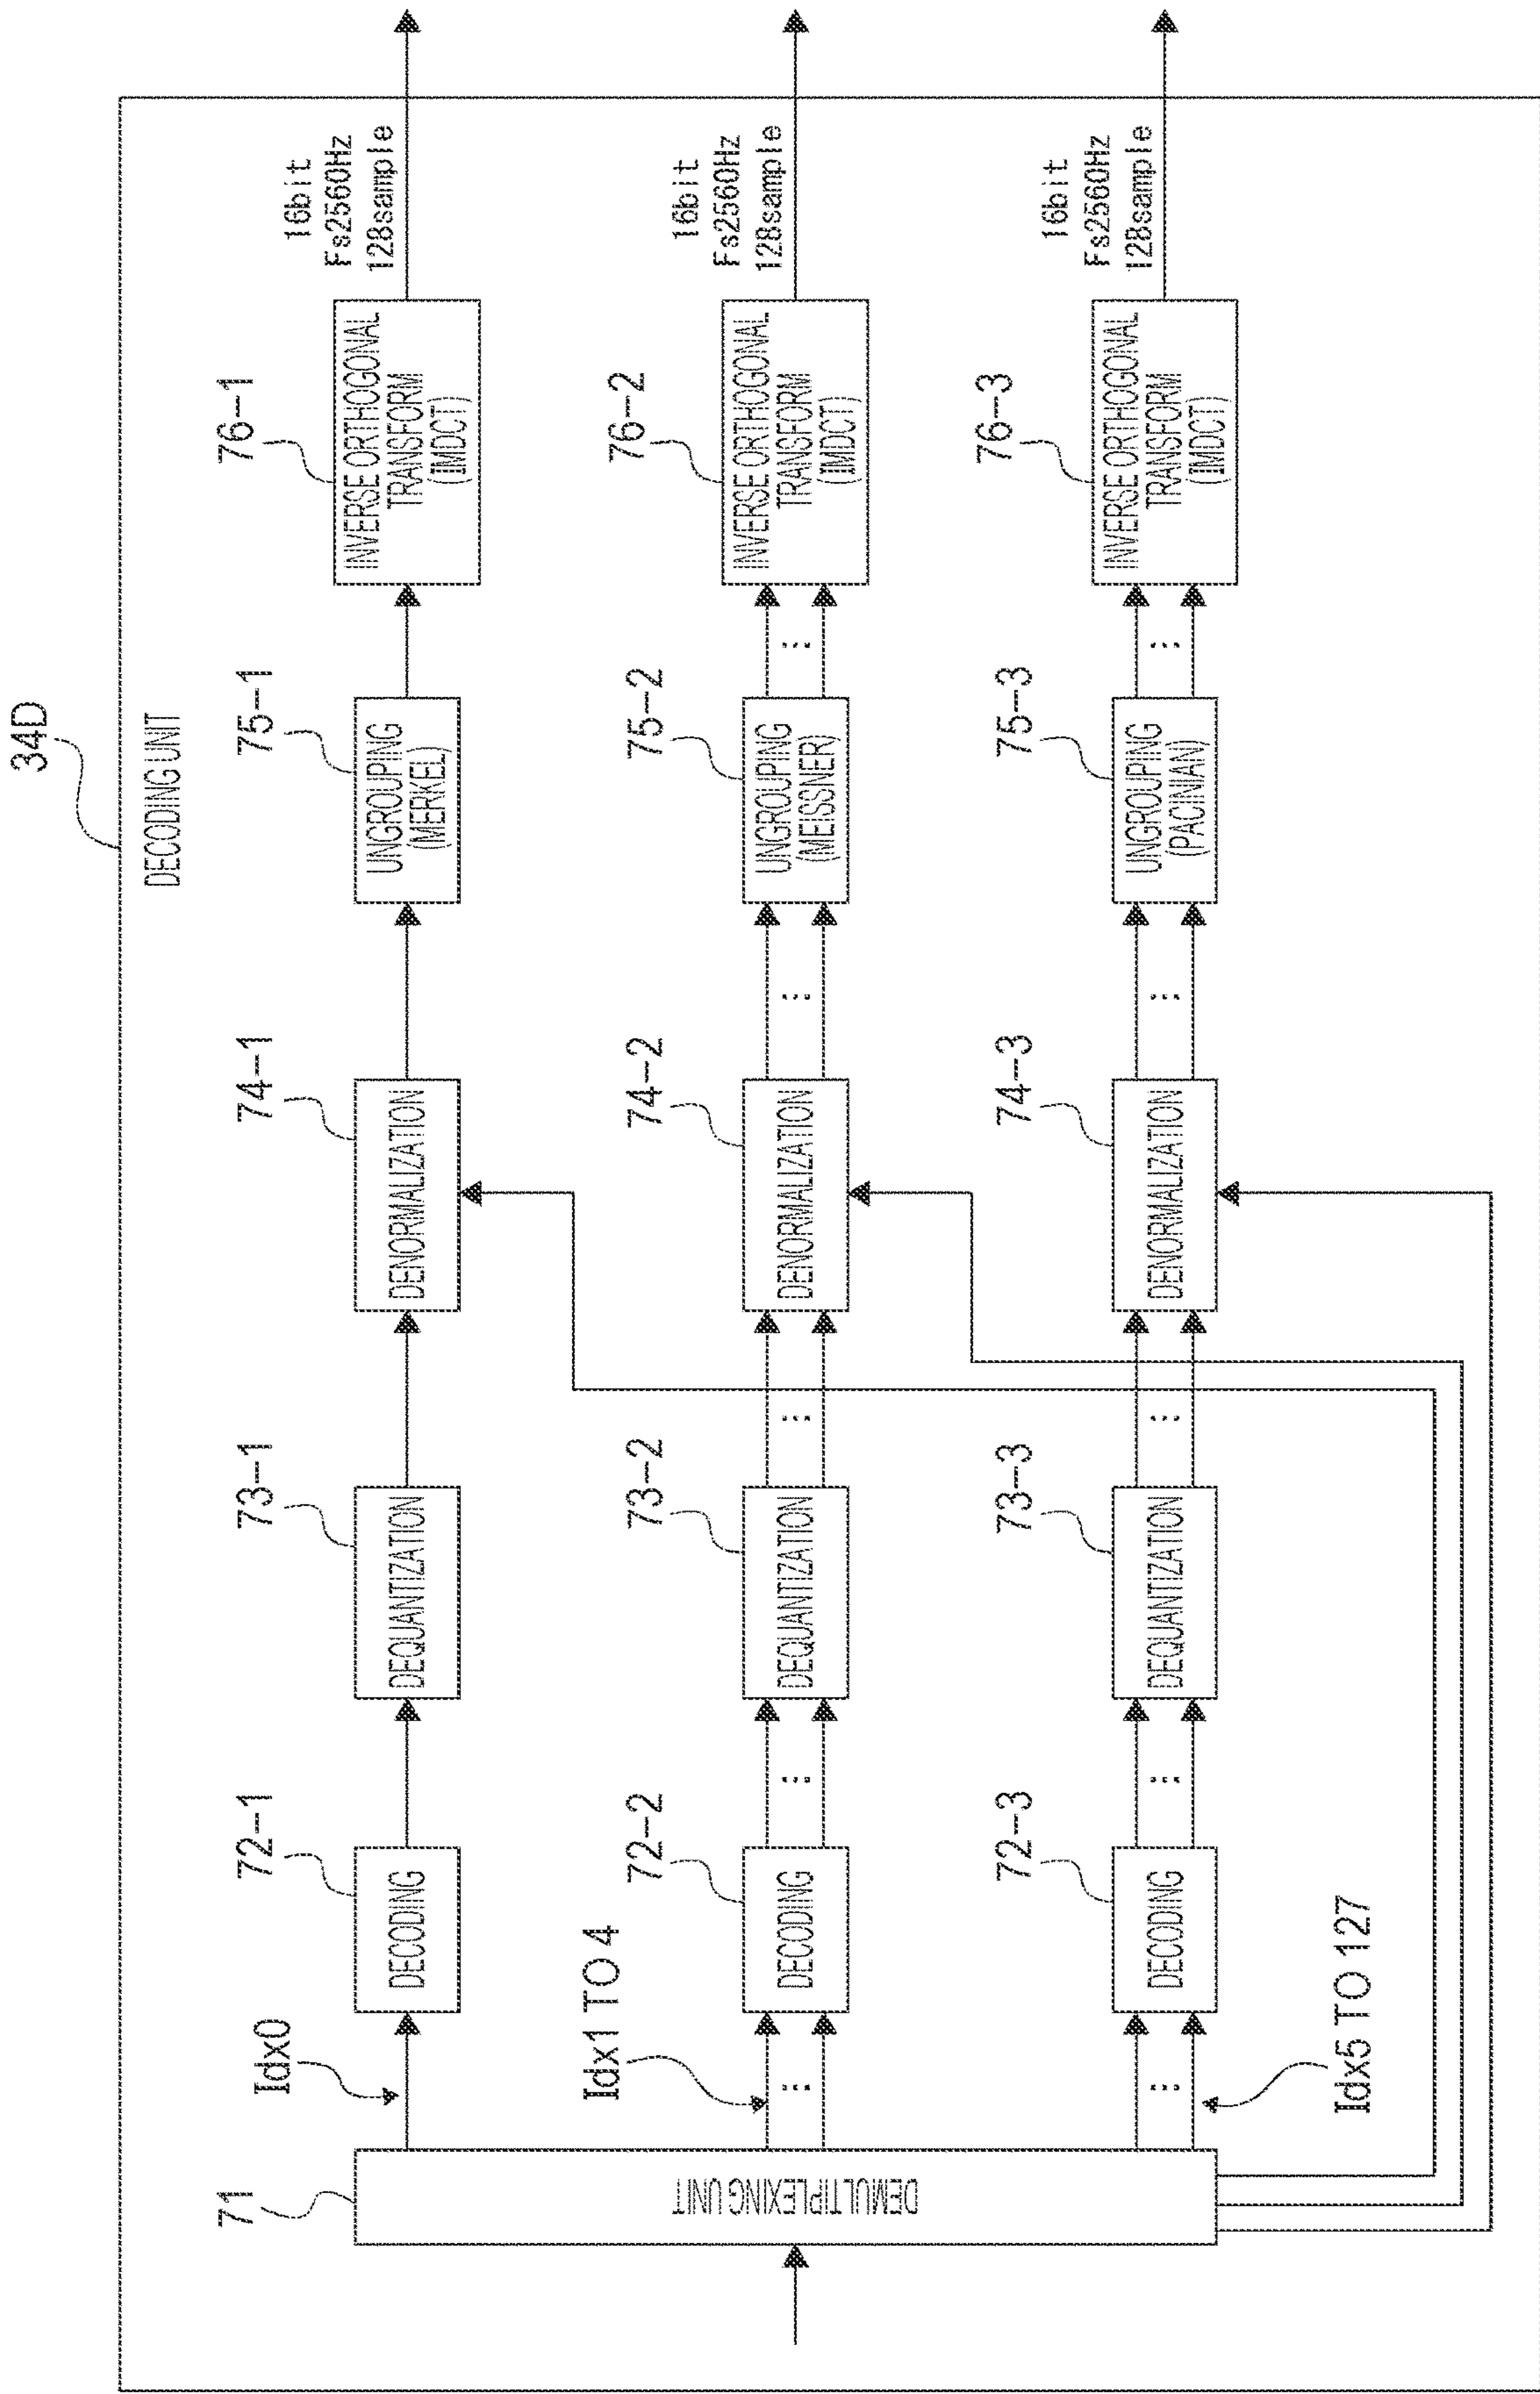 34D
DECODING UNIT
71
DEMULTIPLEXING UNIT
Idx0
72-1
DECODING
73-1
DEQUANTIZATION
74-1
DENORMALIZATION
75-1
UNGROUPING
(MERKEL)
76-1
INVERSE ORTHOGONAL
TRANSFORM
(IMDCT)
16bit
Fs2560Hz
128sample
Idx1 TO 4
72-2
DECODING
73-2
DEQUANTIZATION
74-2
DENORMALIZATION
75-2
UNGROUPING
(MEISSNER)
76-2
INVERSE ORTHOGONAL
TRANSFORM
(IMDCT)
16bit
Fs2560Hz
128sample
Idx5 TO 127
72-3
DECODING
73-3
DEQUANTIZATION
74-3
DENORMALIZATION
75-3
UNGROUPING
(PACINIAN)
76-3
INVERSE ORTHOGONAL
TRANSFORM
(IMDCT)
16bit
Fs2560Hz
128sample